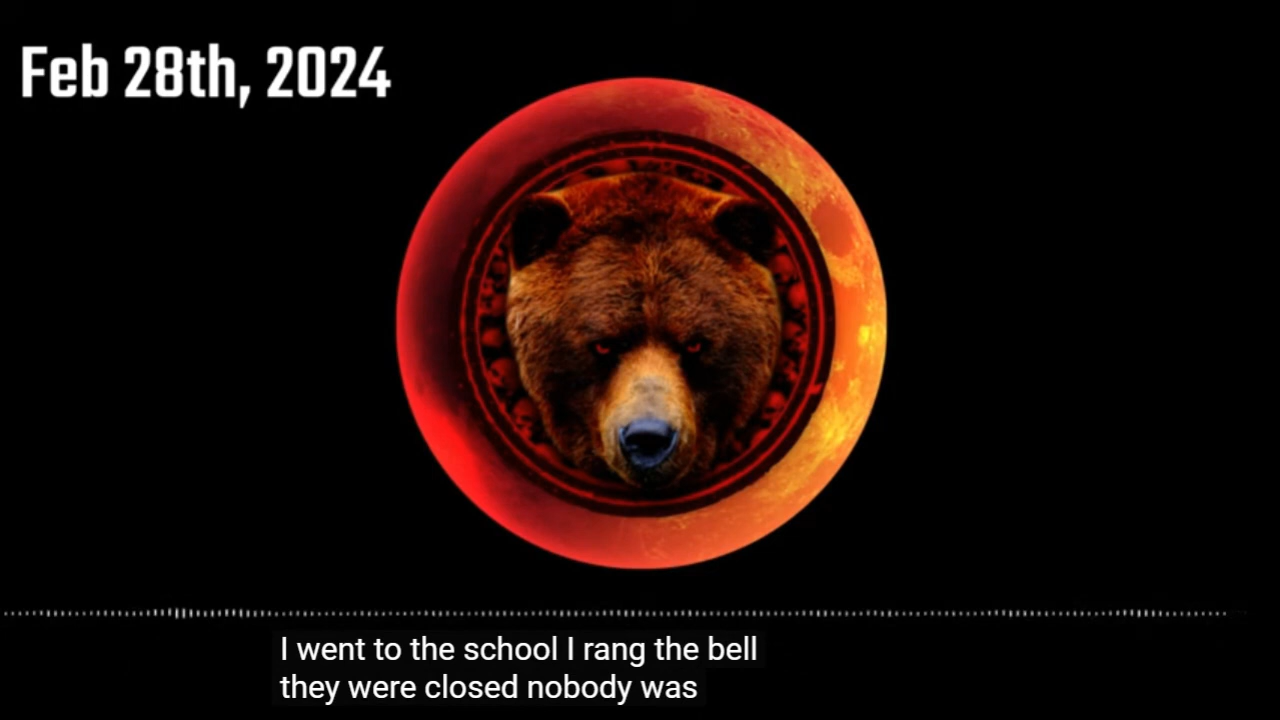 Feb 28th, 2024
I went to the school I rang the bell
they were closed nobody was